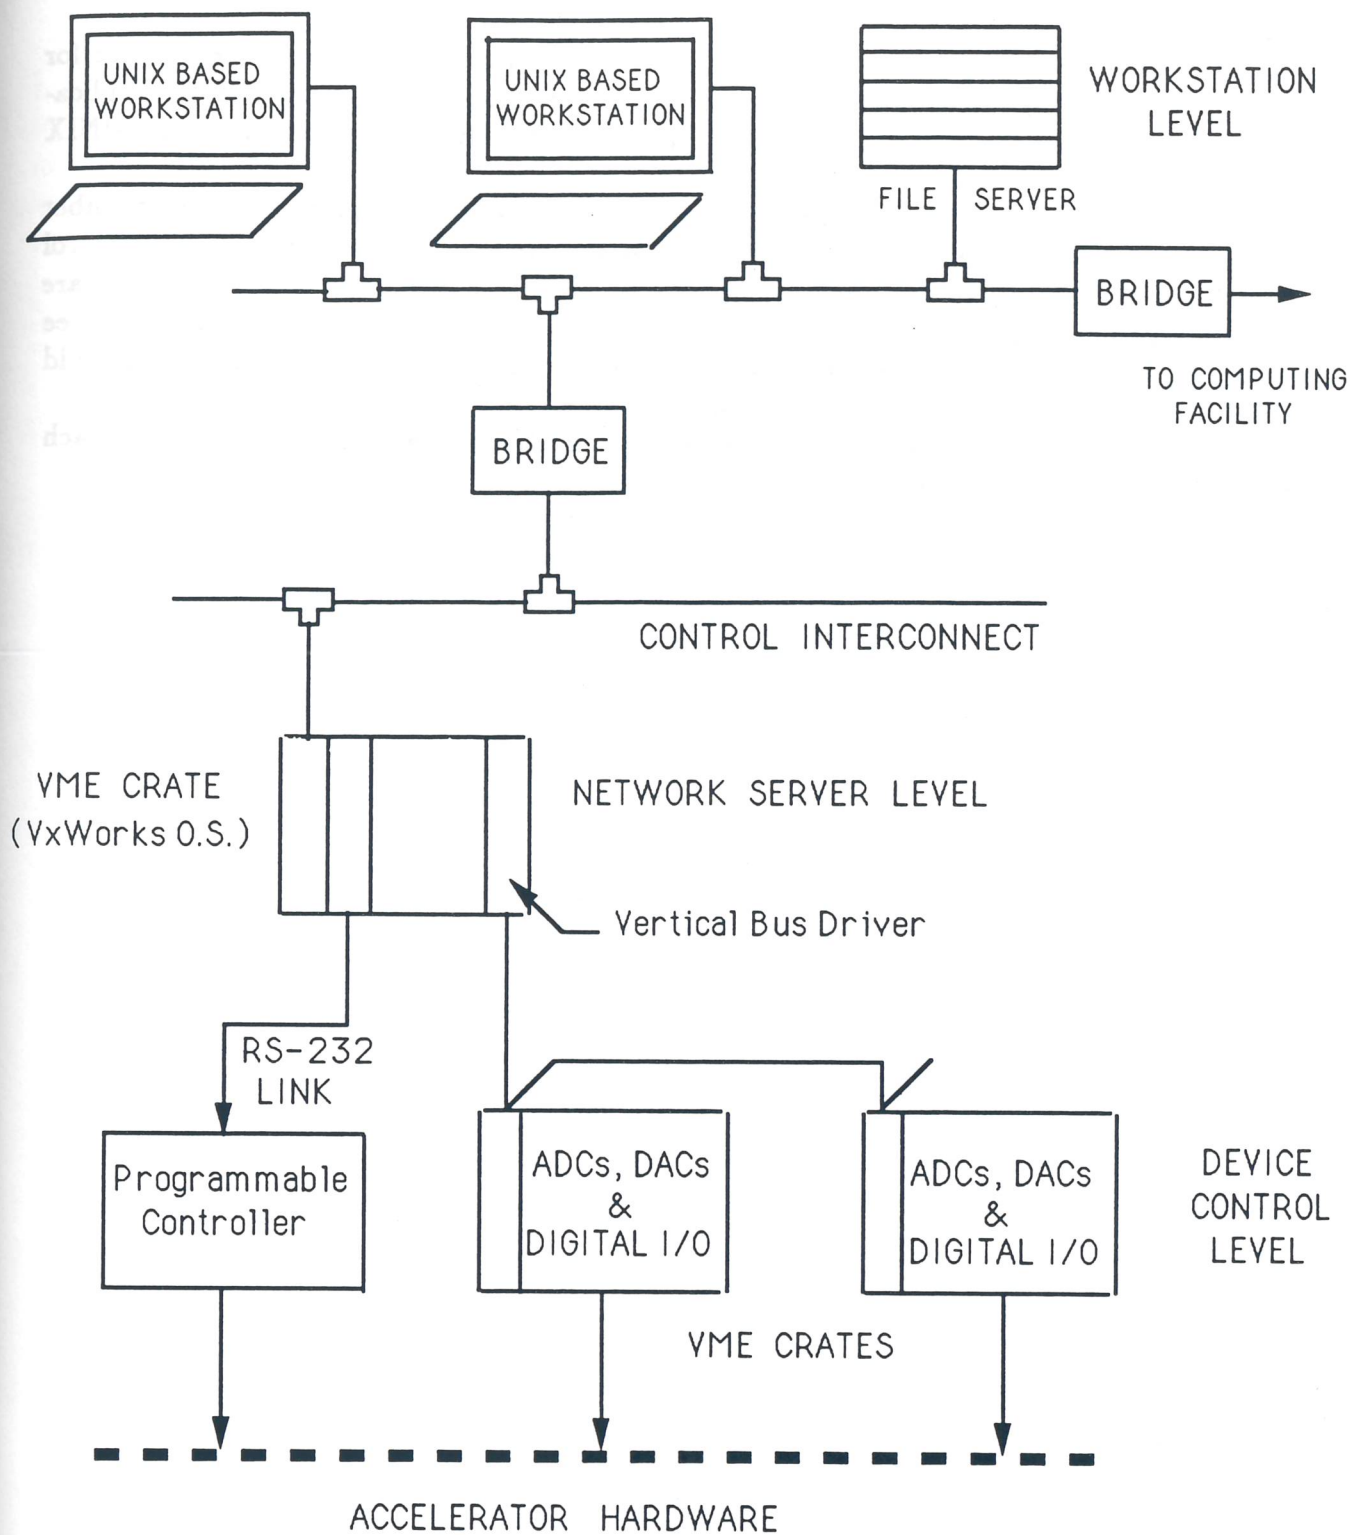 UNIX BASED
WORKSTATION
UNIX BASED
WORKSTATION
WORKSTATION
LEVEL
FILE SERVER
BRIDGE
TO COMPUTING
FACILITY
BRIDGE
CONTROL INTERCONNECT
VME CRATE
(VxWorks O.S.)
NETWORK SERVER LEVEL
Vertical Bus Driver
RS-232
LINK
Programmable
Controller
ADCs, DACs
&
DIGITAL I/O
ADCs, DACs
&
DIGITAL I/O
DEVICE
CONTROL
LEVEL
VME CRATES
ACCELERATOR HARDWARE